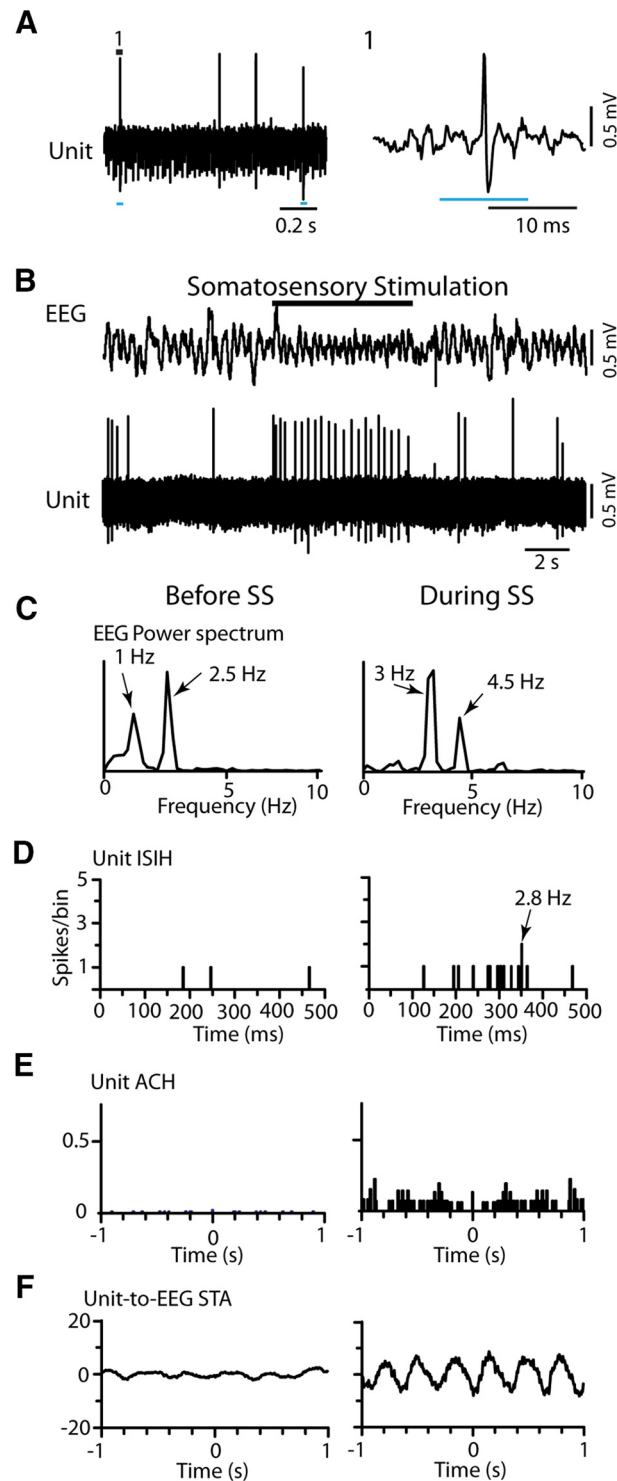 A
1
1
Unit
0.5 mV
0.2 s
10 ms
B
Somatosensory Stimulation
EEG
0.5 mV
Unit
0.5 mV
2 s
C
Before SS
During SS
EEG Power spectrum
1 Hz
2.5 Hz
3 Hz
4.5 Hz
0 5 10
0 5 10
Frequency (Hz)
Frequency (Hz)
D
Unit ISIH
5
3
1
Spikes/bin
2.8 Hz
0 100 200 300 400 500
0 100 200 300 400 500
Time (ms)
Time (ms)
E
Unit ACH
0.5
0
-1 0 1
-1 0 1
Time (s)
Time (s)
F
Unit-to-EEG STA
20
0
-20
-1 0 1
-1 0 1
Time (s)
Time (s)